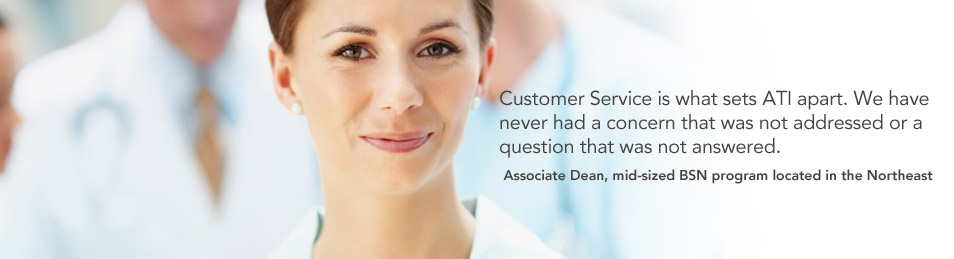 Customer Service is what sets ATI apart. We have
never had a concern that was not addressed or a
question that was not answered.
Associate Dean, mid-sized BSN program located in the Northeast